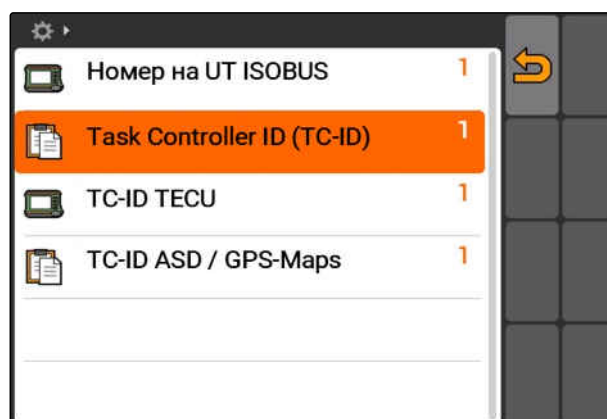 Номер на UT ISOBUS 1
Task Controller ID (TC-ID) 1
TC-ID TECU 1
TC-ID ASD / GPS-Maps 1